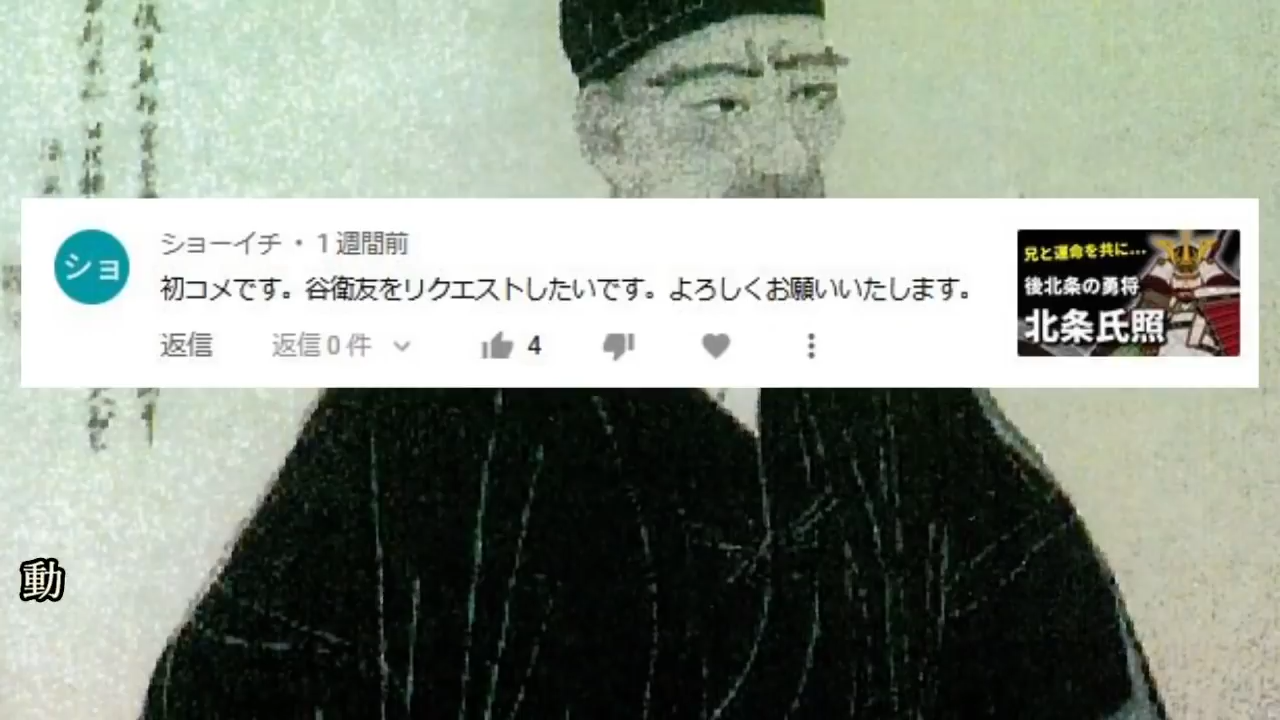 ショ
ショーイチ・1 週間前
初コメです。谷衛友をリクエストしたいです。よろしくお願いいたします。
返信
返信 0 件
4
兄と運命を共に…
後北条の勇将
北条氏照
動